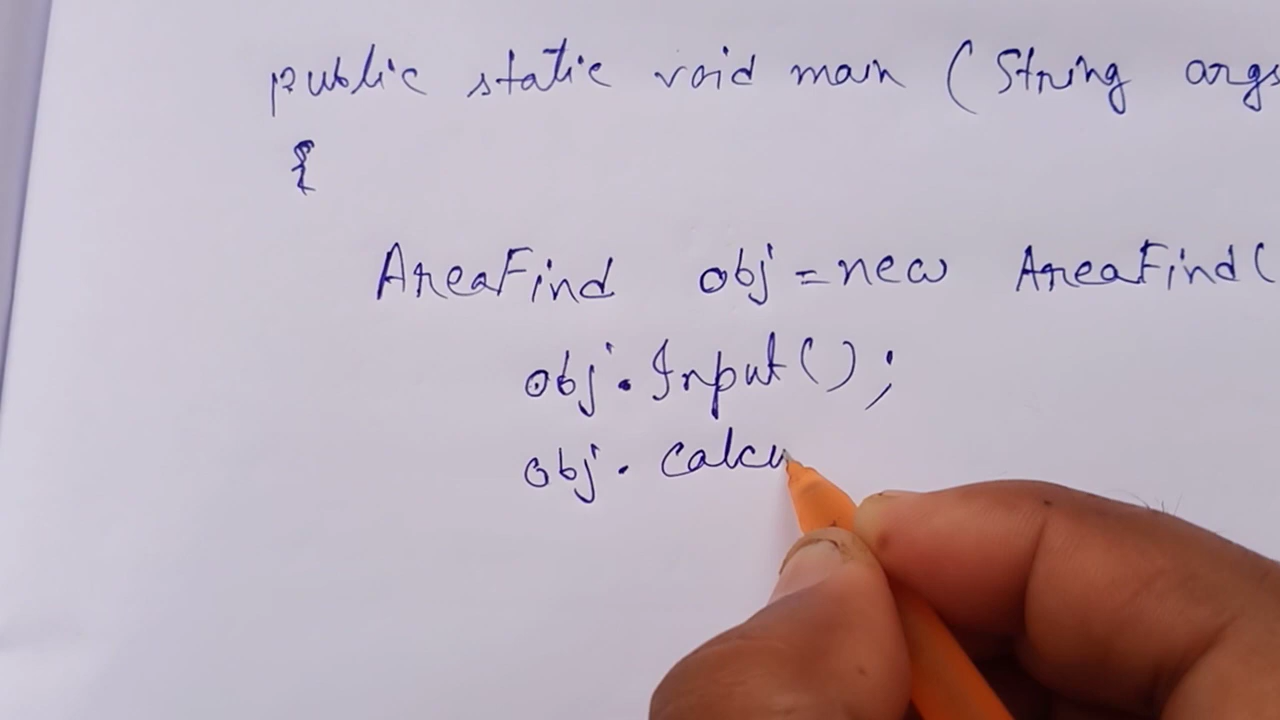 public static void main (String args
{
AreaFind obj = new AreaFind(
obj.Input();
obj.calcu